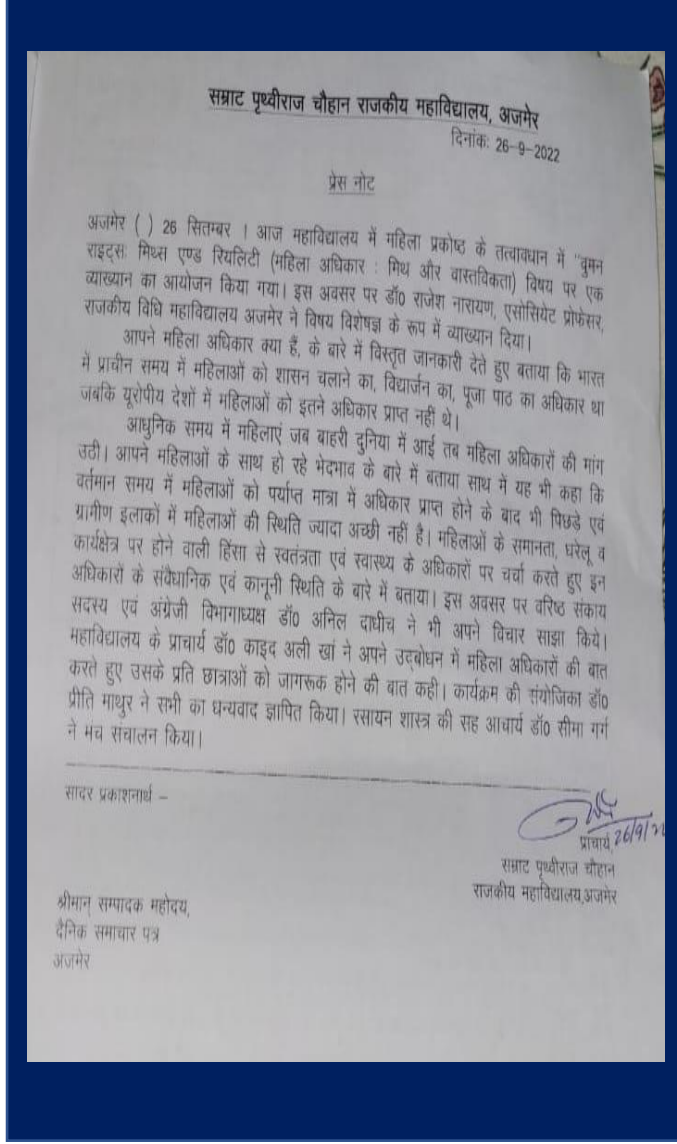 सम्राट पृथ्वीराज चौहान राजकीय महाविद्यालय, अजमेर
दिनांकः 26-9-2022
प्रेस नोट
अजमेर ( ) 26 सितम्बर । आज महाविद्यालय में महिला प्रकोष्ठ के तत्वावधान में "वुमन
राइट्सः मिथ्स एण्ड रियलिटी (महिला अधिकार : मिथ और वास्तविकता) विषय पर एक
व्याख्यान का आयोजन किया गया। इस अवसर पर डॉ0 राजेश नारायण, एसोसियेट प्रोफेसर,
राजकीय विधि महाविद्यालय अजमेर ने विषय विशेषज्ञ के रूप में व्याख्यान दिया।
आपने महिला अधिकार क्या हैं, के बारे में विस्तृत जानकारी देते हुए बताया कि भारत
में प्राचीन समय में महिलाओं को शासन चलाने का, विद्यार्जन का, पूजा पाठ का अधिकार था
जबकि यूरोपीय देशों में महिलाओं को इतने अधिकार प्राप्त नहीं थे।
आधुनिक समय में महिलाएं जब बाहरी दुनिया में आई तब महिला अधिकारों की मांग
उठी। आपने महिलाओं के साथ हो रहे भेदभाव के बारे में बताया साथ में यह भी कहा कि
वर्तमान समय में महिलाओं को पर्याप्त मात्रा में अधिकार प्राप्त होने के बाद भी पिछड़े एवं
ग्रामीण इलाकों में महिलाओं की स्थिति ज्यादा अच्छी नहीं है। महिलाओं के समानता, घरेलू व
कार्यक्षेत्र पर होने वाली हिंसा से स्वतंत्रता एवं स्वास्थ्य के अधिकारों पर चर्चा करते हुए इन
अधिकारों के संवैधानिक एवं कानूनी स्थिति के बारे में बताया। इस अवसर पर वरिष्ठ संकाय
सदस्य एवं अंग्रेजी विभागाध्यक्ष डॉ0 अनिल दाधीच ने भी अपने विचार साझा किये।
महाविद्यालय के प्राचार्य डॉ0 काइद अली खां ने अपने उद्बोधन में महिला अधिकारों की बात
करते हुए उसके प्रति छात्राओं को जागरूक होने की बात कही। कार्यक्रम की संयोजिका डॉ0
प्रीति माथुर ने सभी का धन्यवाद ज्ञापित किया। रसायन शास्त्र की सह आचार्य डॉ0 सीमा गर्ग
ने मंच संचालन किया।
सादर प्रकाशनार्थ –
26/9/22
प्राचार्य,
सम्राट पृथ्वीराज चौहान
राजकीय महाविद्यालय,अजमेर
श्रीमान् सम्पादक महोदय,
दैनिक समाचार पत्र
अजमेर